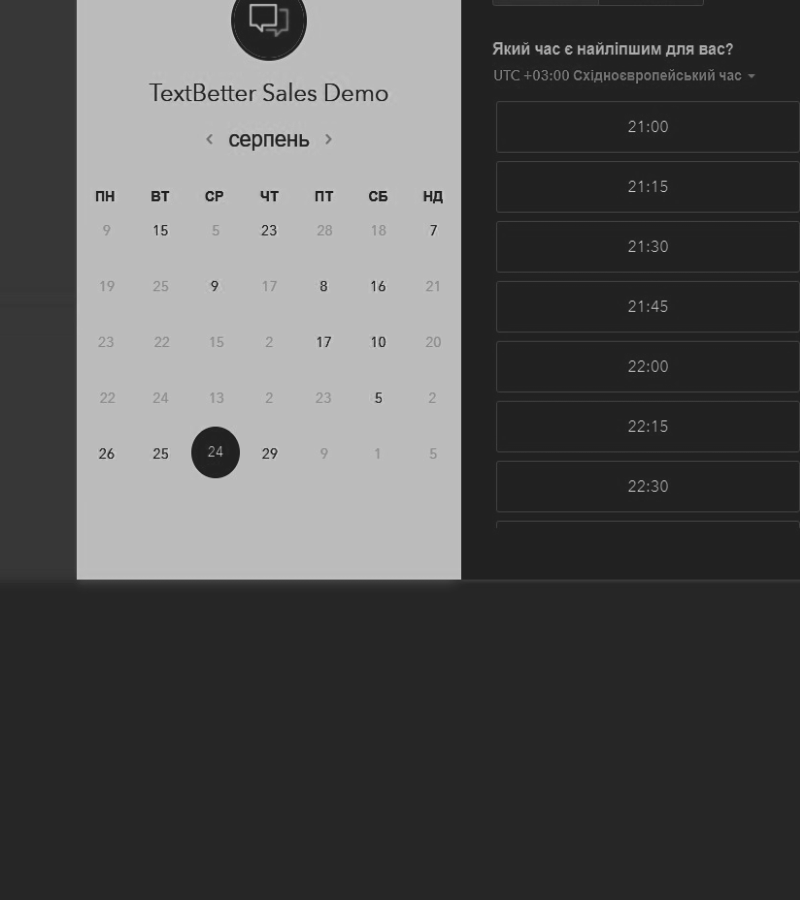 TextBetter Sales Demo
< серпень >
ПН ВТ СР ЧТ ПТ СБ НД
9 15 5 23 28 18 7
19 25 9 17 8 16 21
23 22 15 2 17 10 20
22 24 13 2 23 5 2
26 25 24 29 9 1 5
Який час є найліпшим для вас?
UTC +03:00 Східноєвропейський час
21:00
21:15
21:30
21:45
22:00
22:15
22:30